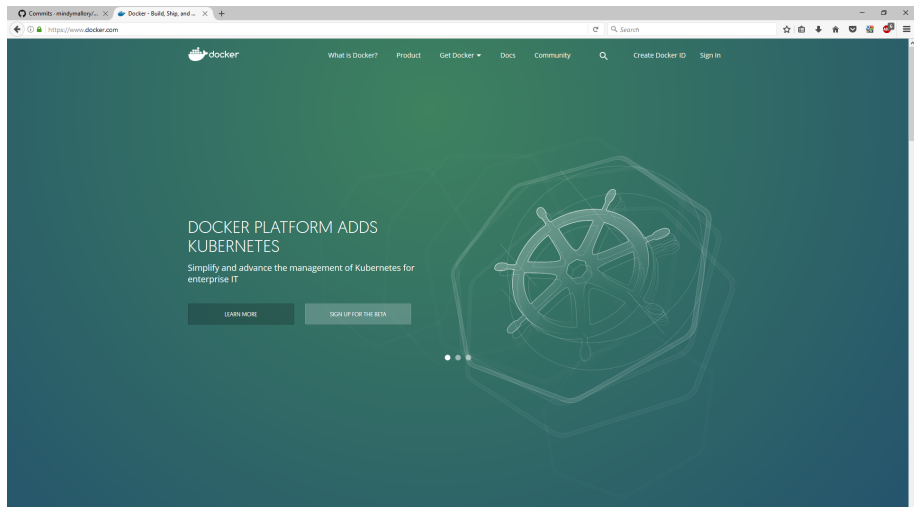 Commits · mindymallory/...
Docker - Build, Ship, and ...
https://www.docker.com
Search
docker
What is Docker?
Product
Get Docker
Docs
Community
Create Docker ID
Sign In
DOCKER PLATFORM ADDS
KUBERNETES
Simplify and advance the management of Kubernetes for
enterprise IT
LEARN MORE
SIGN UP FOR THE BETA